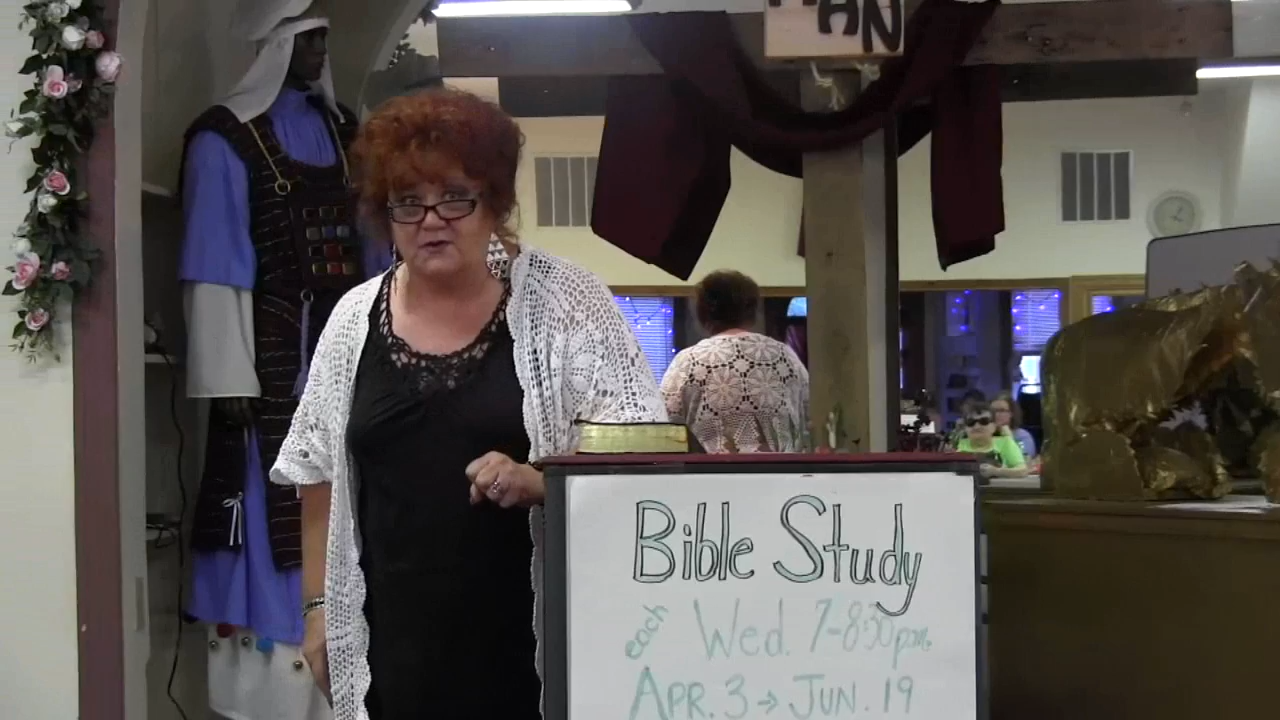 Bible Study
each Wed. 7-8:30pm
APR. 3 → JUN. 19